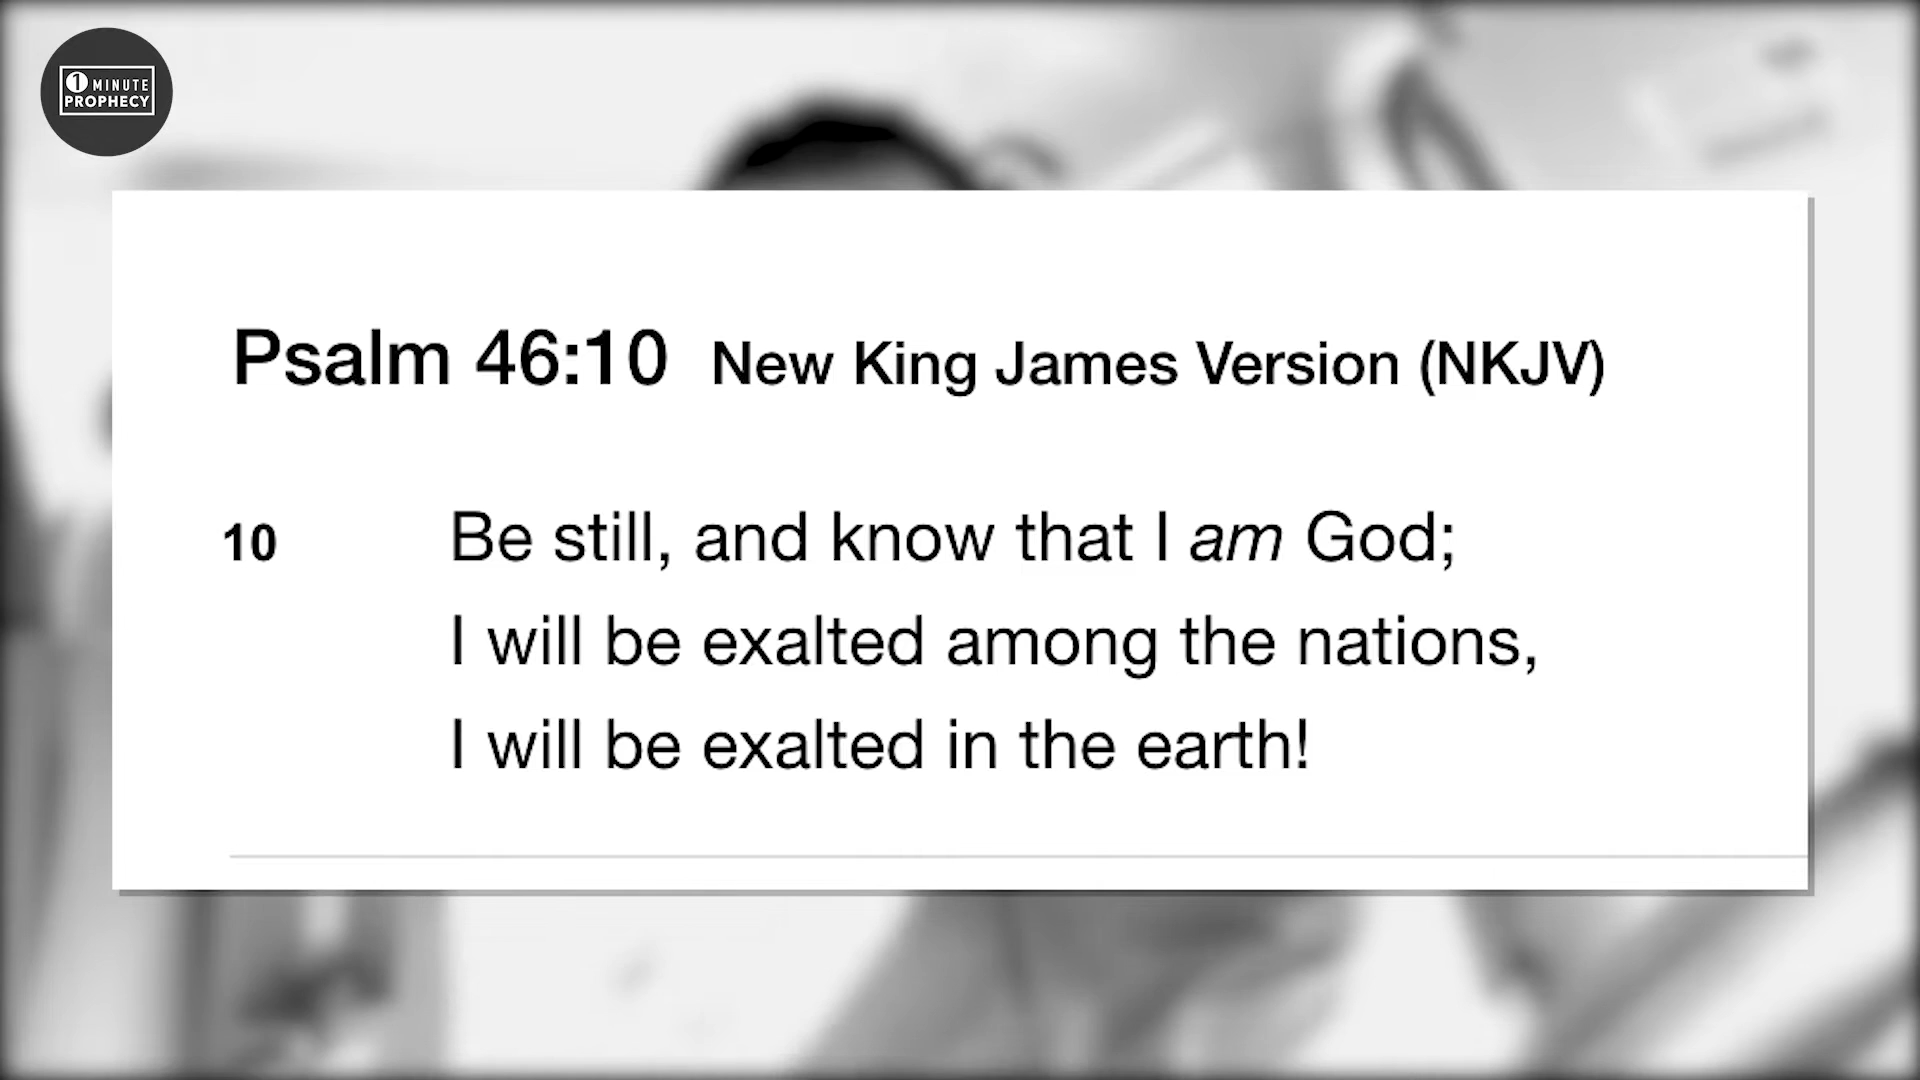 1 MINUTE
PROPHECY
Psalm 46:10 New King James Version (NKJV)
10 Be still, and know that I am God;
I will be exalted among the nations,
I will be exalted in the earth!